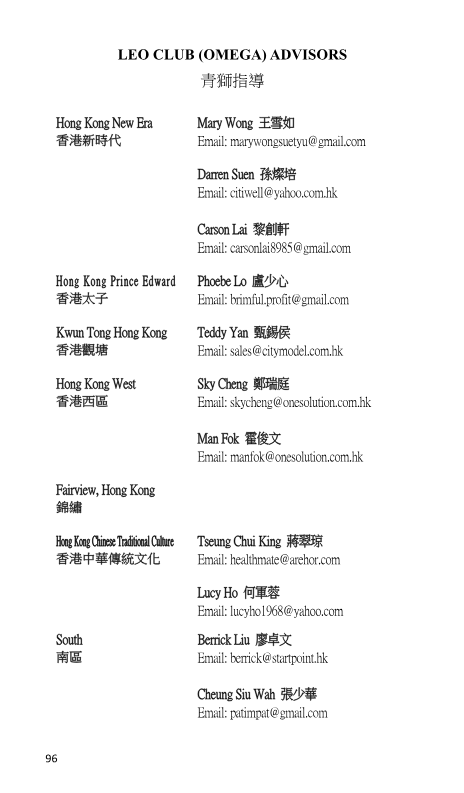 LEO CLUB (OMEGA) ADVISORS
青獅指導
Hong Kong New Era Mary Wong 王雪如
香港新時代 Email: marywongsuetyu@gmail.com
Darren Suen 孫燦培
Email: citiwell@yahoo.com.hk
Carson Lai 黎創軒
Email: carsonlai8985@gmail.com
Hong Kong Prince Edward Phoebe Lo 盧少心
香港太子 Email: brimful.profit@gmail.com
Kwun Tong Hong Kong Teddy Yan 甄錫侯
香港觀塘 Email: sales@citymodel.com.hk
Hong Kong West Sky Cheng 鄭瑞庭
香港西區 Email: skycheng@onesolution.com.hk
Man Fok 霍俊文
Email: manfok@onesolution.com.hk
Fairview, Hong Kong
錦繡
Hong Kong Chinese Traditional Culture Tseung Chui King 蔣翠琼
香港中華傳統文化 Email: healthmate@arehor.com
Lucy Ho 何軍蓉
Email: lucyho1968@yahoo.com
South Berrick Liu 廖卓文
南區 Email: berrick@startpoint.hk
Cheung Siu Wah 張少華
Email: patimpat@gmail.com
96